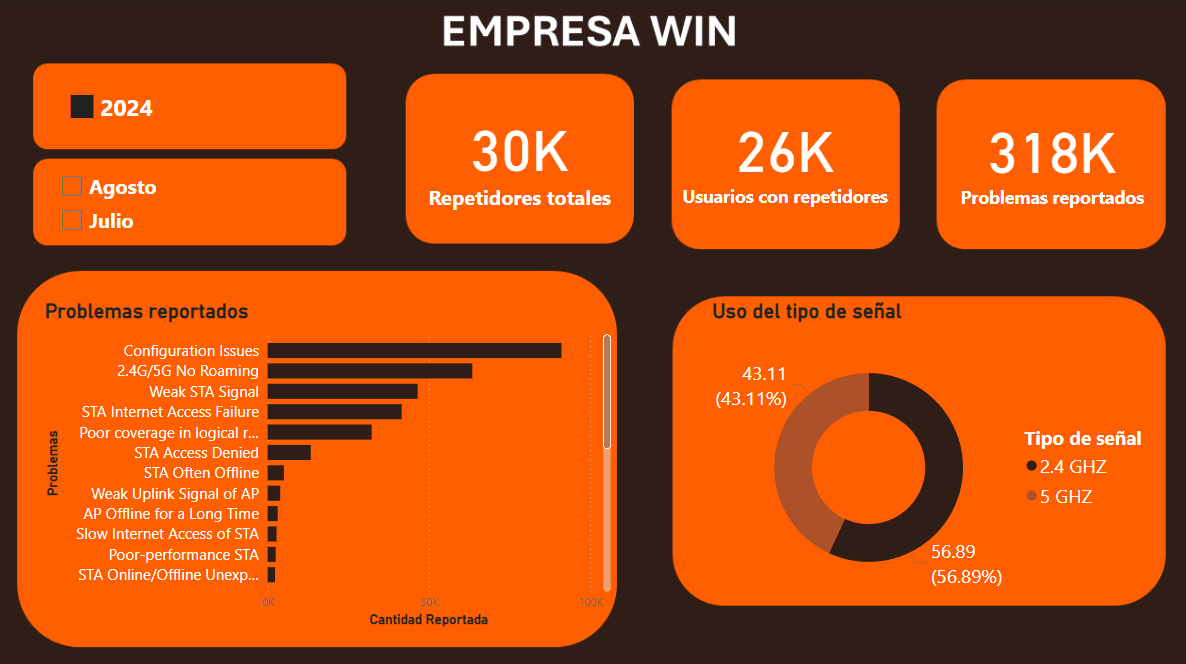 EMPRESA WIN
2024
Agosto
Julio
30K
Repetidores totales
26K
Usuarios con repetidores
318K
Problemas reportados
Problemas reportados
Problemas
Configuration Issues
2.4G/5G No Roaming
Weak STA Signal
STA Internet Access Failure
Poor coverage in logical r...
STA Access Denied
STA Often Offline
Weak Uplink Signal of AP
AP Offline for a Long Time
Slow Internet Access of STA
Poor-performance STA
STA Online/Offline Unexp...
0K 50K 100K
Cantidad Reportada
Uso del tipo de señal
43.11
(43.11%)
56.89
(56.89%)
Tipo de señal
2.4 GHZ
5 GHZ